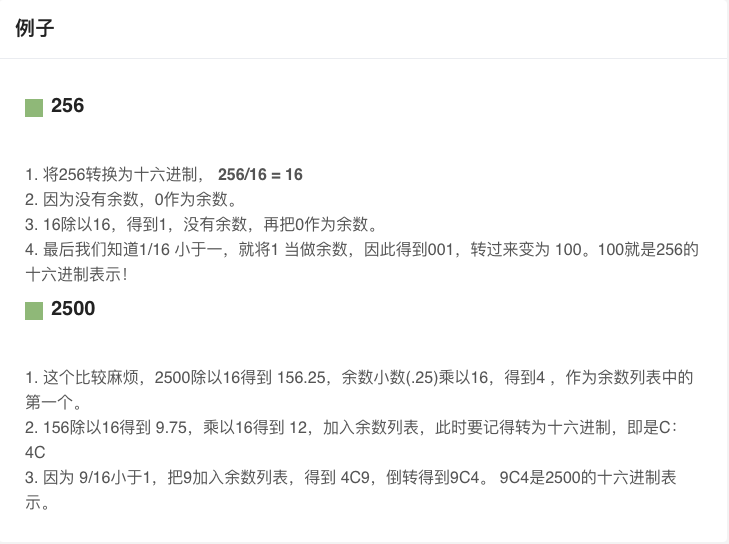 例子
256
1. 将256转换为十六进制， 256/16 = 16
2. 因为没有余数，0作为余数。
3. 16除以16，得到1，没有余数，再把0作为余数。
4. 最后我们知道1/16 小于一，就将1 当做余数，因此得到001，转过来变为 100。100就是256的
十六进制表示！
2500
1. 这个比较麻烦，2500除以16得到 156.25，余数小数(.25)乘以16，得到4 ，作为余数列表中的
第一个。
2. 156除以16得到 9.75，乘以16得到 12，加入余数列表，此时要记得转为十六进制，即是C：
4C
3. 因为 9/16小于1，把9加入余数列表，得到 4C9，倒转得到9C4。 9C4是2500的十六进制表
示。